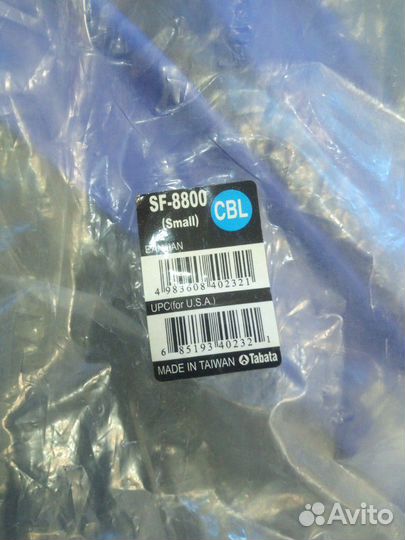 SF-8800
(Small)
CBL
4 983608 402321
UPC(for U.S.A.)
6 85193 40232 1
MADE IN TAIWAN Tabata
Avito